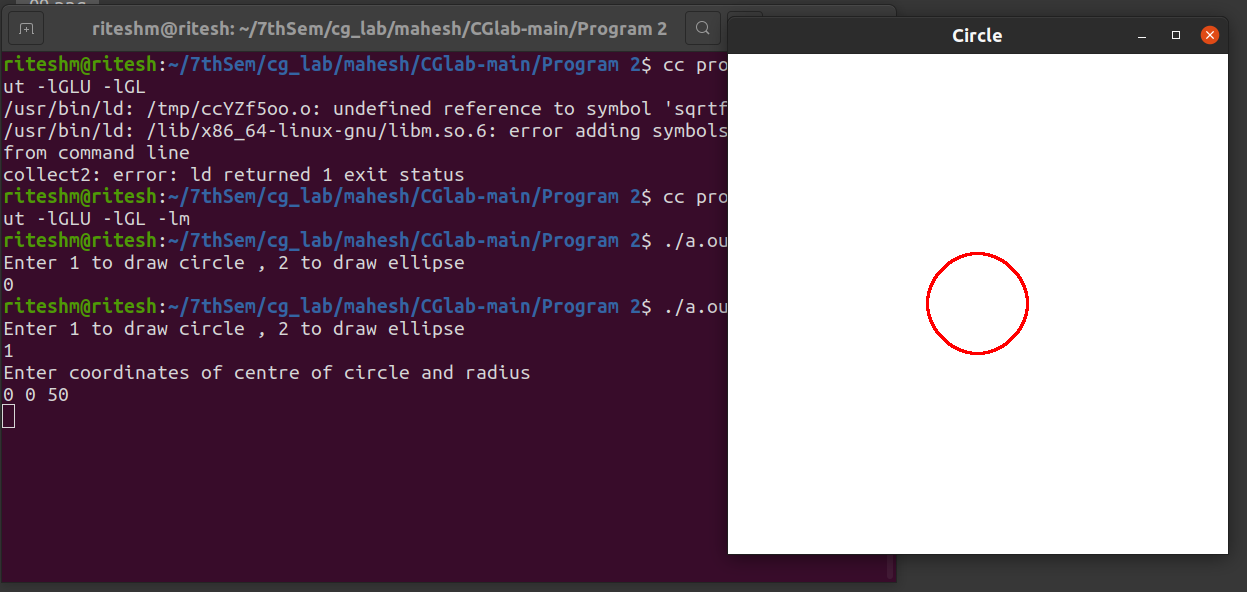 riteshm@ritesh: ~/7thSem/cg_lab/mahesh/CGlab-main/Program 2
Circle
riteshm@ritesh:~/7thSem/cg_lab/mahesh/CGlab-main/Program 2$ cc pro
ut -lGLU -lGL
/usr/bin/ld: /tmp/ccYZf5oo.o: undefined reference to symbol 'sqrtf
/usr/bin/ld: /lib/x86_64-linux-gnu/libm.so.6: error adding symbols
from command line
collect2: error: ld returned 1 exit status
riteshm@ritesh:~/7thSem/cg_lab/mahesh/CGlab-main/Program 2$ cc pro
ut -lGLU -lGL -lm
riteshm@ritesh:~/7thSem/cg_lab/mahesh/CGlab-main/Program 2$ ./a.ou
Enter 1 to draw circle , 2 to draw ellipse
0
riteshm@ritesh:~/7thSem/cg_lab/mahesh/CGlab-main/Program 2$ ./a.ou
Enter 1 to draw circle , 2 to draw ellipse
1
Enter coordinates of centre of circle and radius
0 0 50